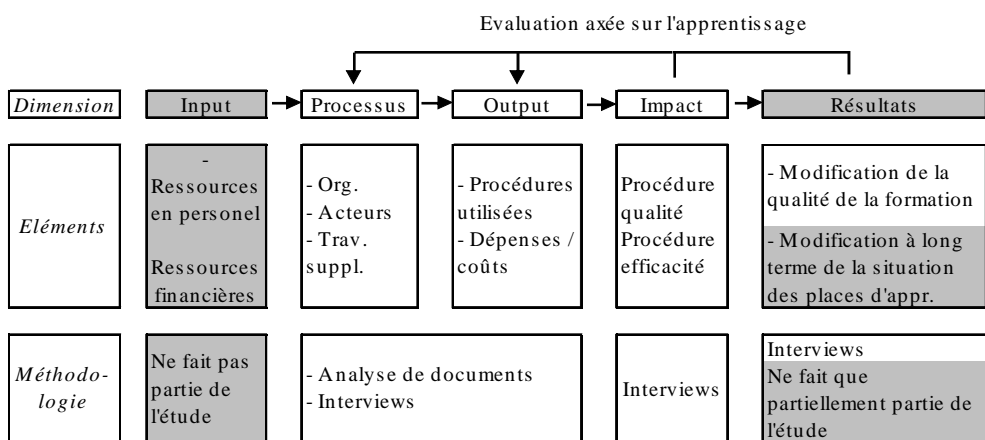 Evaluation axée sur l'apprentissage
Dimension
Input
Processus
Output
Impact
Résultats
Eléments
-
Ressources
en personel
Ressources
financières
- Org.
- Acteurs
- Trav.
suppl.
- Procédures
utilisées
- Dépenses /
coûts
Procédure
qualité
Procédure
efficacité
- Modification de la
qualité de la formation
- Modification à long
terme de la situation
des places d'appr.
Méthodo-
logie
Ne fait pas
partie de
l'étude
- Analyse de documents
- Interviews
Interviews
Interviews
Ne fait que
partiellement partie de
l'étude